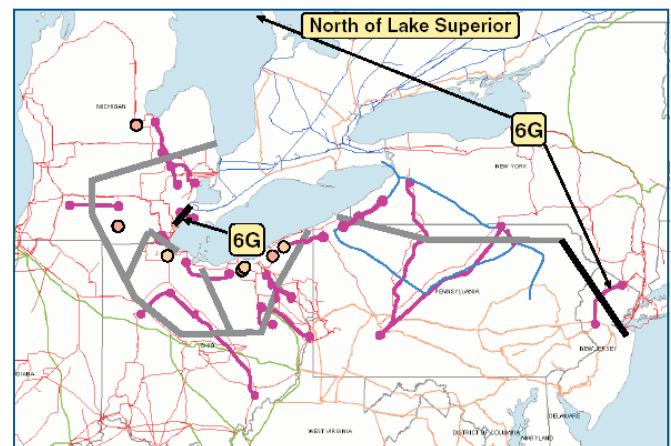 North of Lake Superior
MICHIGAN
6G
NEW YORK
6G
PENNSYLVANIA
OHIO
NEW JERSEY
DELAWARE
WEST VIRGINIA
DISTRICT OF COLUMBIA
MARYLAND